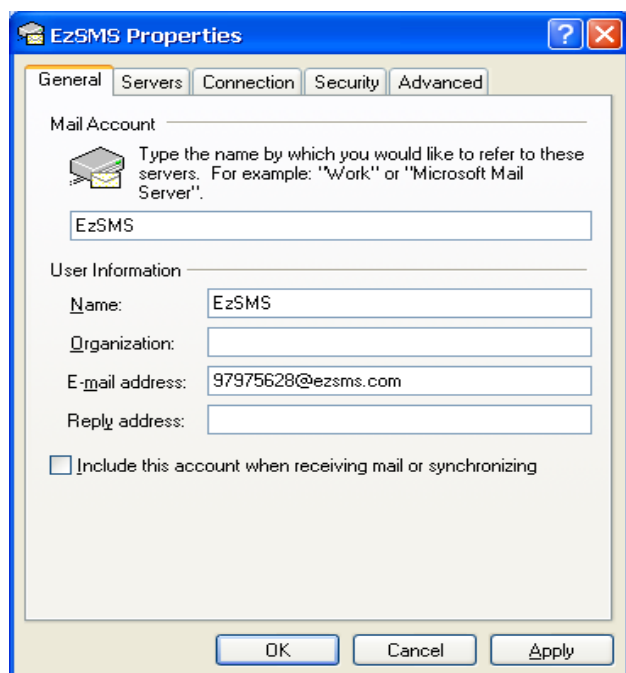 EzSMS Properties
General Servers Connection Security Advanced
Mail Account
Type the name by which you would like to refer to these
servers. For example: "Work" or "Microsoft Mail
Server".
EzSMS
User Information
Name: EzSMS
Organization:
E-mail address: 97975628@ezsms.com
Reply address:
Include this account when receiving mail or synchronizing
OK Cancel Apply